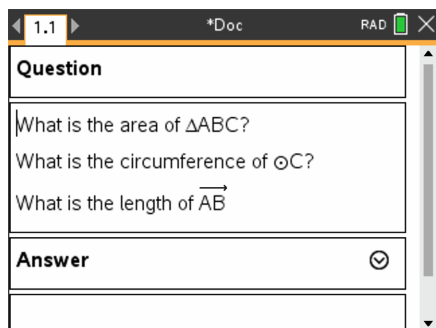 1.1 *Doc RAD
Question
What is the area of ∆ABC?
What is the circumference of ⊙C?
What is the length of A͞B⃗
Answer